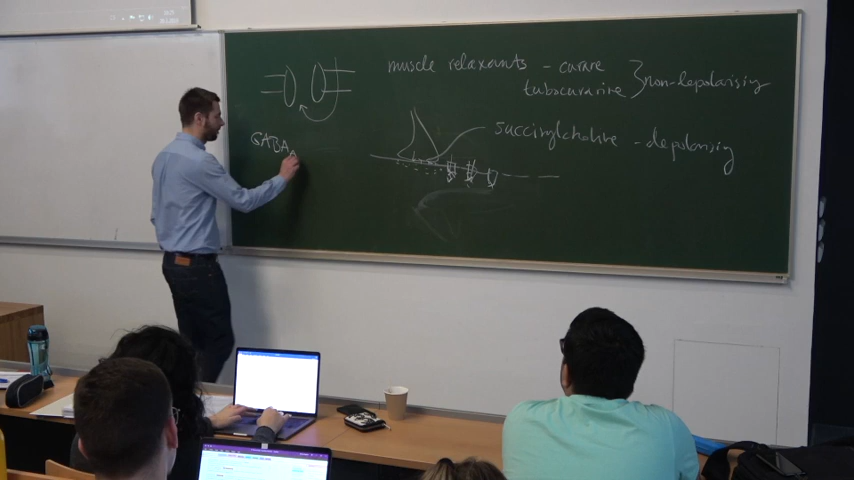 muscle relaxants - curare
tubocurarine } non-depolarising
succinylcholine - depolarising
GABA A